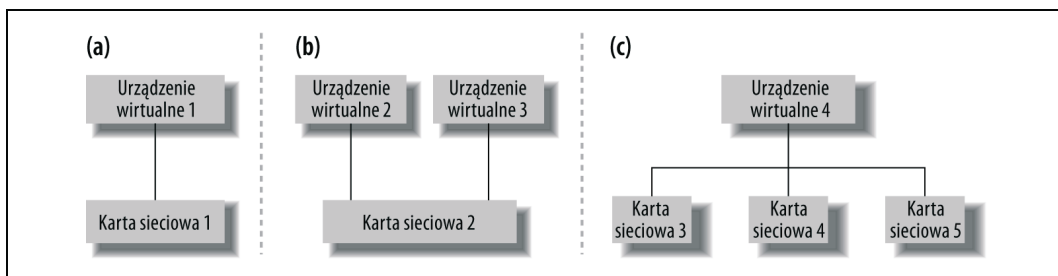 (a)
Urządzenie
wirtualne 1
Karta sieciowa 1
(b)
Urządzenie
wirtualne 2
Urządzenie
wirtualne 3
Karta sieciowa 2
(c)
Urządzenie
wirtualne 4
Karta
sieciowa 3
Karta
sieciowa 4
Karta
sieciowa 5